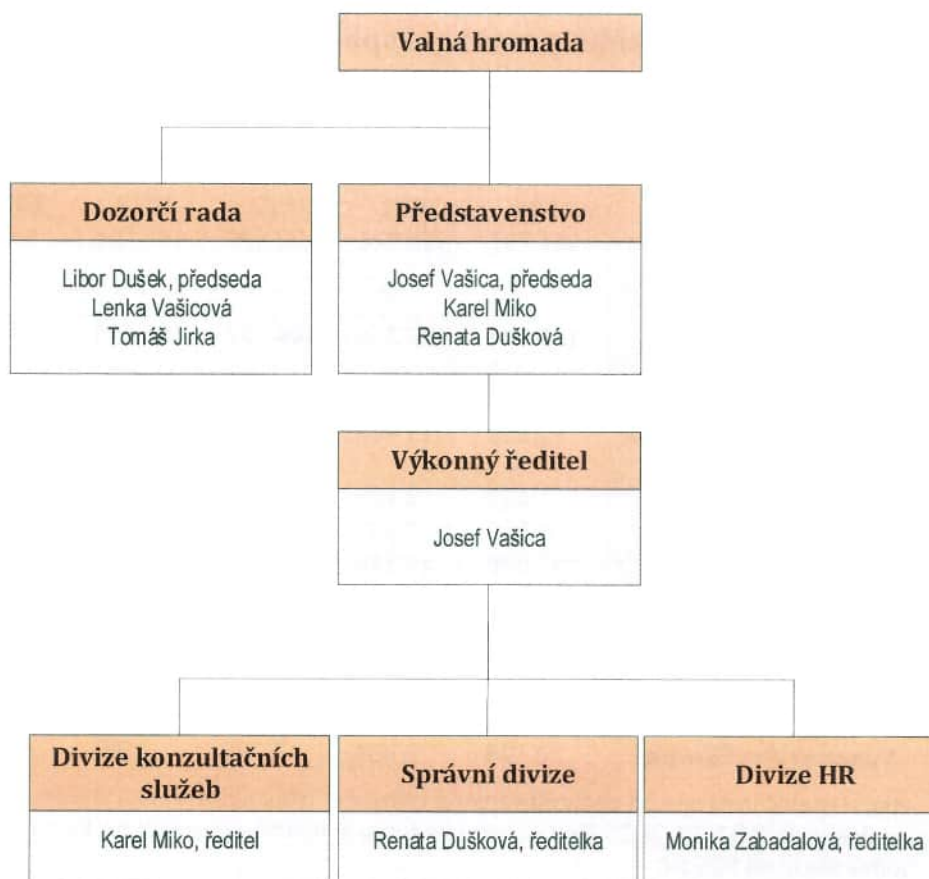 Valná hromada
Dozorčí rada
Libor Dušek, předseda
Lenka Vašicová
Tomáš Jirka
Představenstvo
Josef Vašica, předseda
Karel Miko
Renata Dušková
Výkonný ředitel
Josef Vašica
Divize konzultačních
služeb
Karel Miko, ředitel
Správní divize
Renata Dušková, ředitelka
Divize HR
Monika Zabadalová, ředitelka